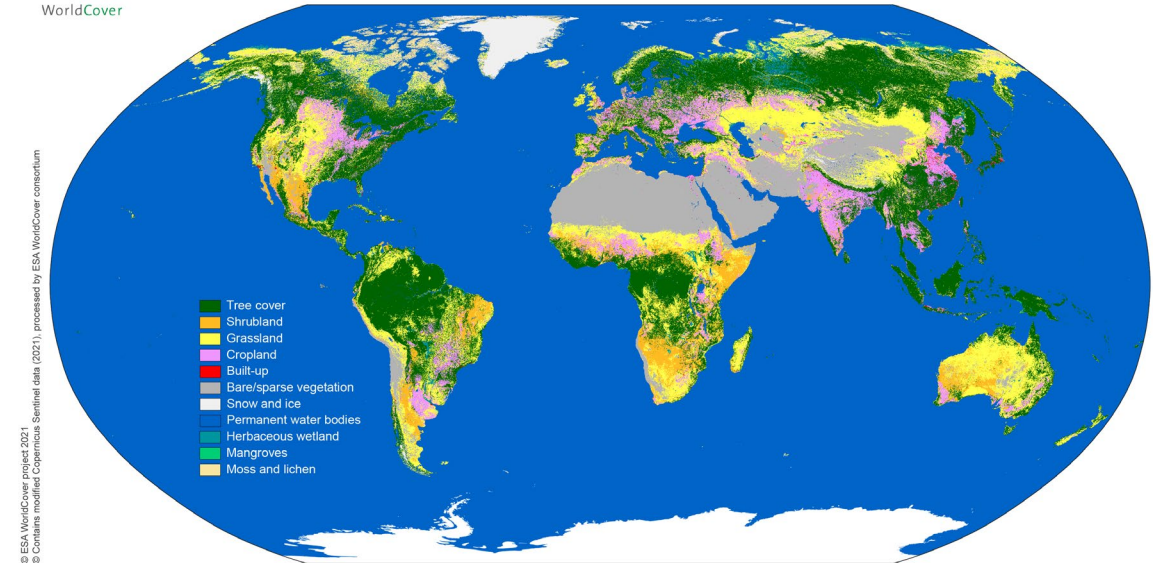 WorldCover
Tree cover
Shrubland
Grassland
Cropland
Built-up
Bare/sparse vegetation
Snow and ice
Permanent water bodies
Herbaceous wetland
Mangroves
Moss and lichen
© ESA WorldCover project 2021
© Contains modified Copernicus Sentinel data (2021), processed by ESA WorldCover consortium